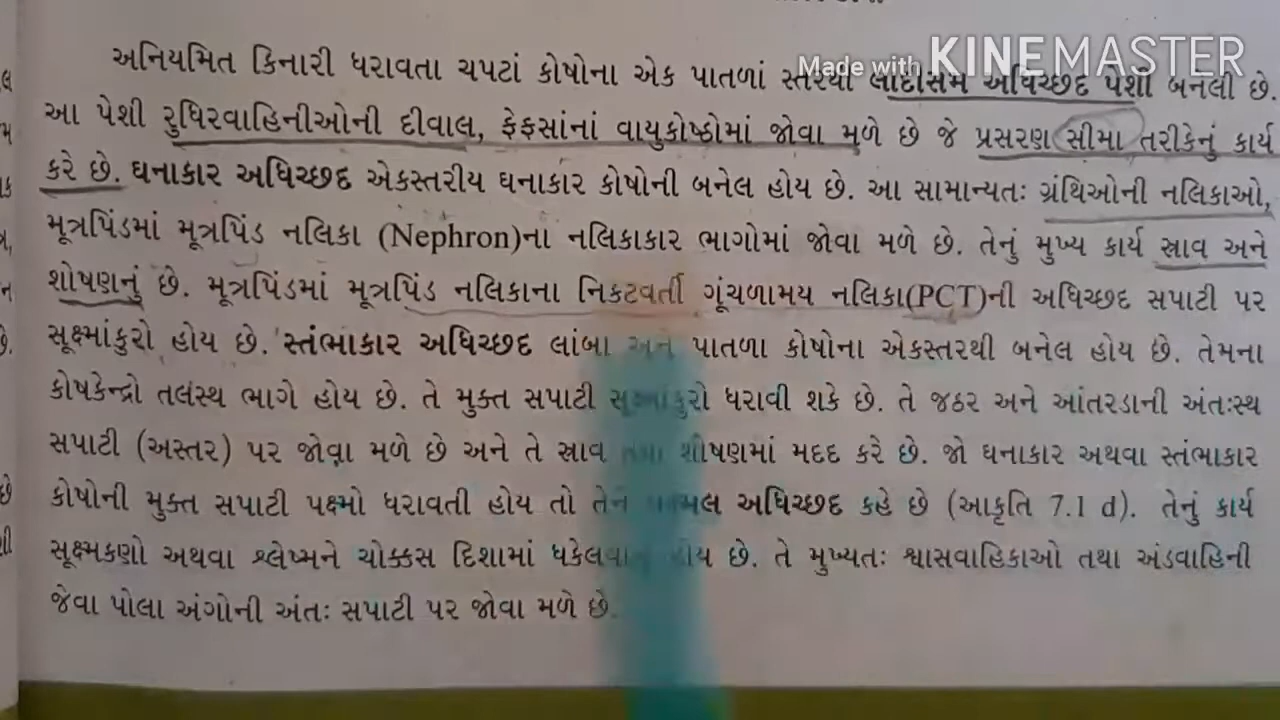 Made with KINEMASTER
અનિયમિત કિનારી ધરાવતા ચપટાં કોષોના એક પાતળાં સ્તરથી લાદીસમ અધિચ્છદ પેશી બનેલી છે.
આ પેશી રુધિરવાહિનીઓની દીવાલ, ફેફસાંનાં વાયુકોષ્ઠોમાં જોવા મળે છે જે પ્રસરણ સીમા તરીકેનું કાર્ય
કરે છે. ઘનાકાર અધિચ્છદ એકસ્તરીય ઘનાકાર કોષોની બનેલ હોય છે. આ સામાન્યતઃ ગ્રંથિઓની નલિકાઓ,
મૂત્રપિંડમાં મૂત્રપિંડ નલિકા (Nephron)ના નલિકાકાર ભાગોમાં જોવા મળે છે. તેનું મુખ્ય કાર્ય સ્રાવ અને
શોષણનું છે. મૂત્રપિંડમાં મૂત્રપિંડ નલિકાના નિકટવર્તી ગૂંચળામય નલિકા(PCT)ની અધિચ્છદ સપાટી પર
સૂક્ષ્માંકુરો હોય છે. સ્તંભાકાર અધિચ્છદ લાંબા અને પાતળા કોષોના એકસ્તરથી બનેલ હોય છે. તેમના
કોષકેન્દ્રો તલસ્થ ભાગે હોય છે. તે મુક્ત સપાટી ધરાવી શકે છે. તે જઠર અને આંતરડાની અંતઃસ્થ
સપાટી (અસ્તર) પર જોવા મળે છે અને તે સ્રાવ તથા શોષણમાં મદદ કરે છે. જો ઘનાકાર અથવા સ્તંભાકાર
કોષોની મુક્ત સપાટી પક્ષ્મો ધરાવતી હોય તો તેને અધિચ્છદ કહે છે (આકૃતિ 7.1 d). તેનું કાર્ય
સૂક્ષ્મકણો અથવા શ્લેષ્મને ચોક્કસ દિશામાં હોય છે. તે મુખ્યતઃ શ્વાસવાહિકાઓ તથા અંડવાહિની
જેવા પોલા અંગોની અંતઃ સપાટી પર જોવા મળે છે.